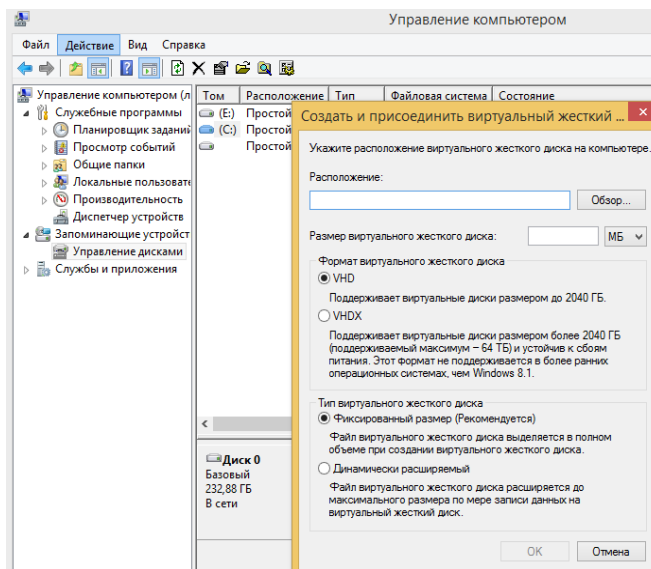 Управление компьютером
Файл Действие Вид Справка
Управление компьютером (л
Служебные программы
Планировщик заданий
Просмотр событий
Общие папки
Локальные пользовате
Производительность
Диспетчер устройств
Запоминающие устройст
Управление дисками
Службы и приложения
Том Расположение Тип Файловая система Состояние
(E:) Простой
(C:) Простой
Простой
Диск 0
Базовый
232,88 ГБ
В сети
Создать и присоединить виртуальный жесткий ...
Укажите расположение виртуального жесткого диска на компьютере.
Расположение:
Обзор...
Размер виртуального жесткого диска: МБ
Формат виртуального жесткого диска
VHD
Поддерживает виртуальные диски размером до 2040 ГБ.
VHDX
Поддерживает виртуальные диски размером более 2040 ГБ
(поддерживаемый максимум – 64 ТБ) и устойчив к сбоям
питания. Этот формат не поддерживается в более ранних
операционных системах, чем Windows 8.1.
Тип виртуального жесткого диска
Фиксированный размер (Рекомендуется)
Файл виртуального жесткого диска выделяется в полном
объеме при создании виртуального жесткого диска.
Динамически расширяемый
Файл виртуального жесткого диска расширяется до
максимального размера по мере записи данных на
виртуальный жесткий диск.
ОК Отмена